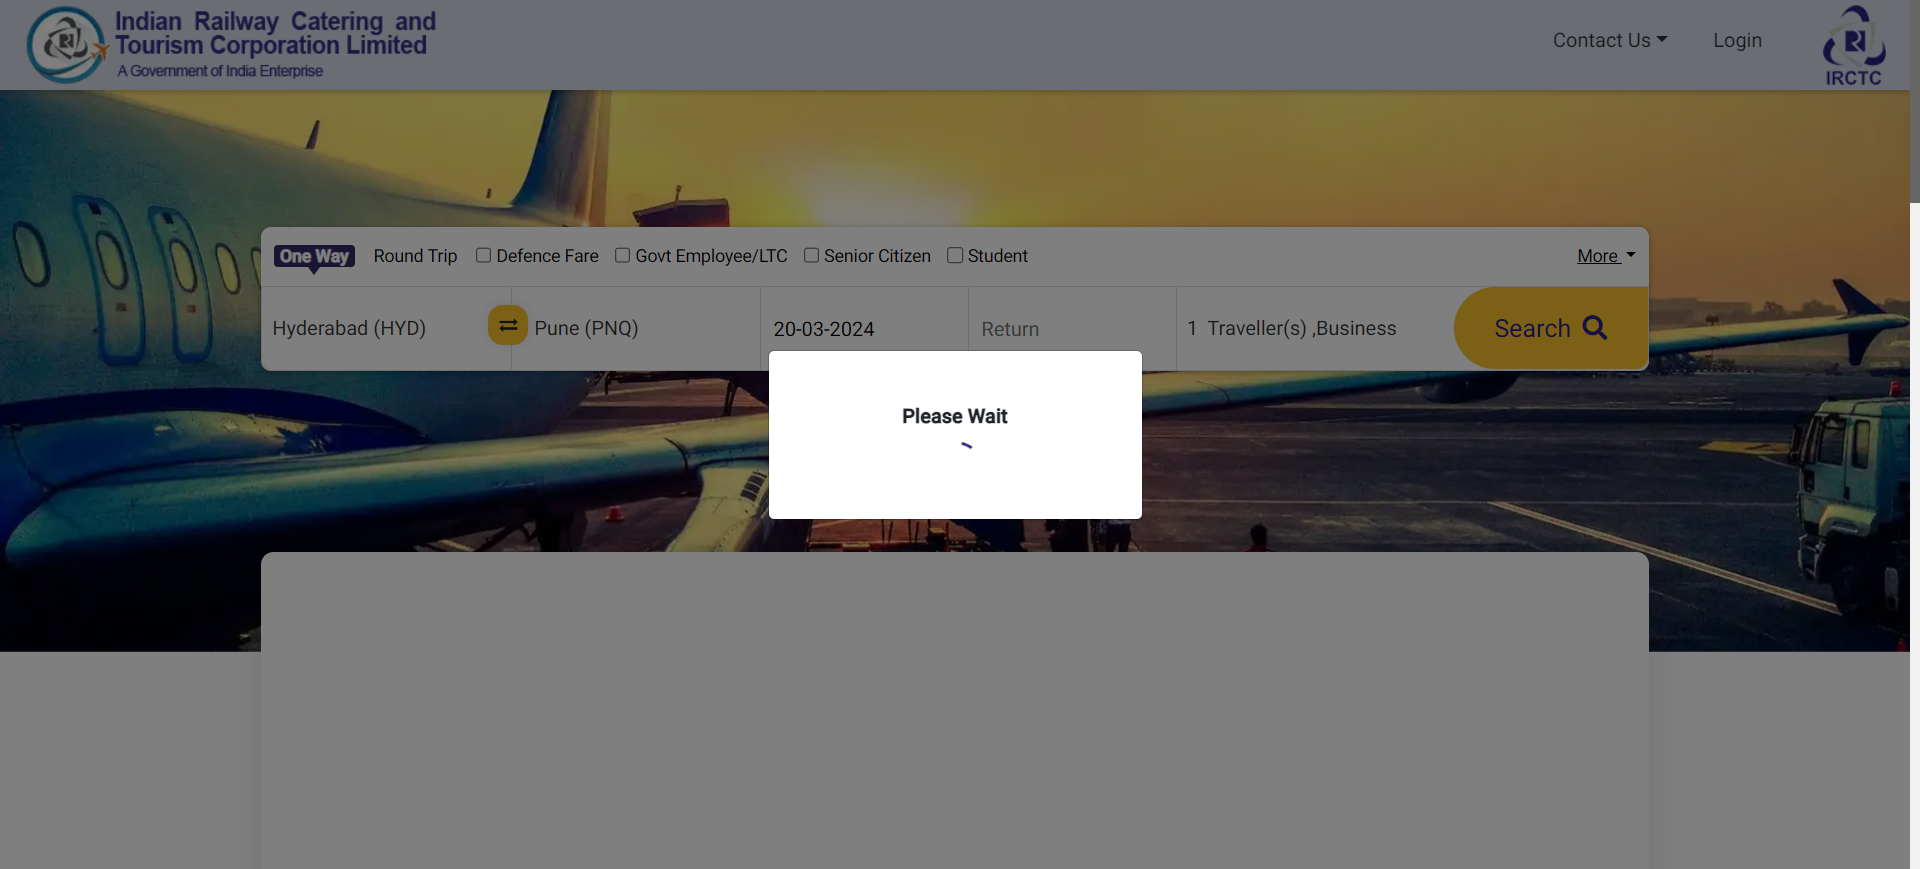 Indian Railway Catering and
Tourism Corporation Limited
A Government of India Enterprise
Contact Us
Login
IRCTC
One Way
Round Trip
Defence Fare
Govt Employee/LTC
Senior Citizen
Student
More
Hyderabad (HYD)
Pune (PNQ)
20-03-2024
Return
1 Traveller(s) ,Business
Search
Please Wait